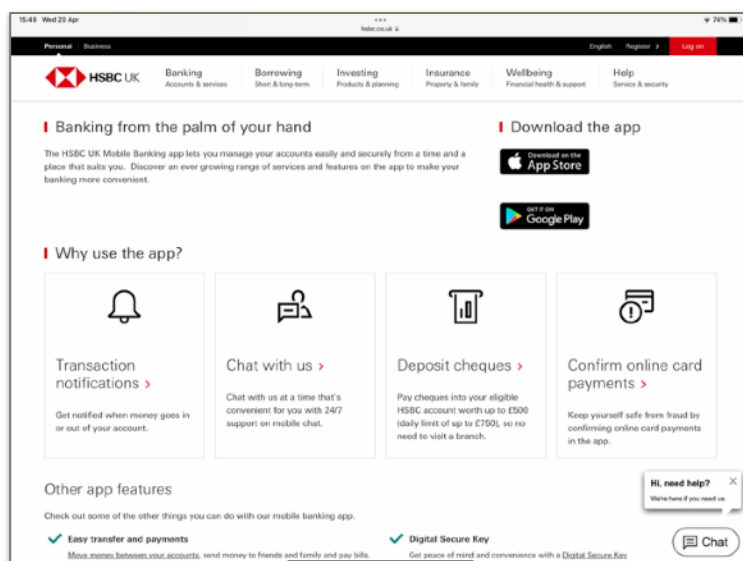 15:49 Wed 20 Apr
hsbc.co.uk
74%
Personal Business
English Register > Log on
HSBC UK
Banking Borrowing Investing Insurance Wellbeing Help
Accounts & services Short & long-term Products & planning Property & family Financial health & support Service & security
Banking from the palm of your hand
Download the app
The HSBC UK Mobile Banking app lets you manage your accounts easily and securely from a time and a
place that suits you. Discover an ever growing range of services and features on the app to make your
banking more convenient.
Download on the
App Store
GET IT ON
Google Play
Why use the app?
Transaction
notifications >
Get notified when money goes in
or out of your account.
Chat with us >
Chat with us at a time that's
convenient for you with 24/7
support on mobile chat.
Deposit cheques >
Pay cheques into your eligible
HSBC account worth up to £500
(daily limit of up to £750), so no
need to visit a branch.
Confirm online card
payments >
Keep yourself safe from fraud by
confirming online card payments
in the app.
Other app features
Check out some of the other things you can do with our mobile banking app.
Easy transfer and payments
Move money between your accounts, send money to friends and family and pay bills.
Digital Secure Key
Get peace of mind and convenience with a Digital Secure Key
Hi, need help?
We're here if you need us.
Chat